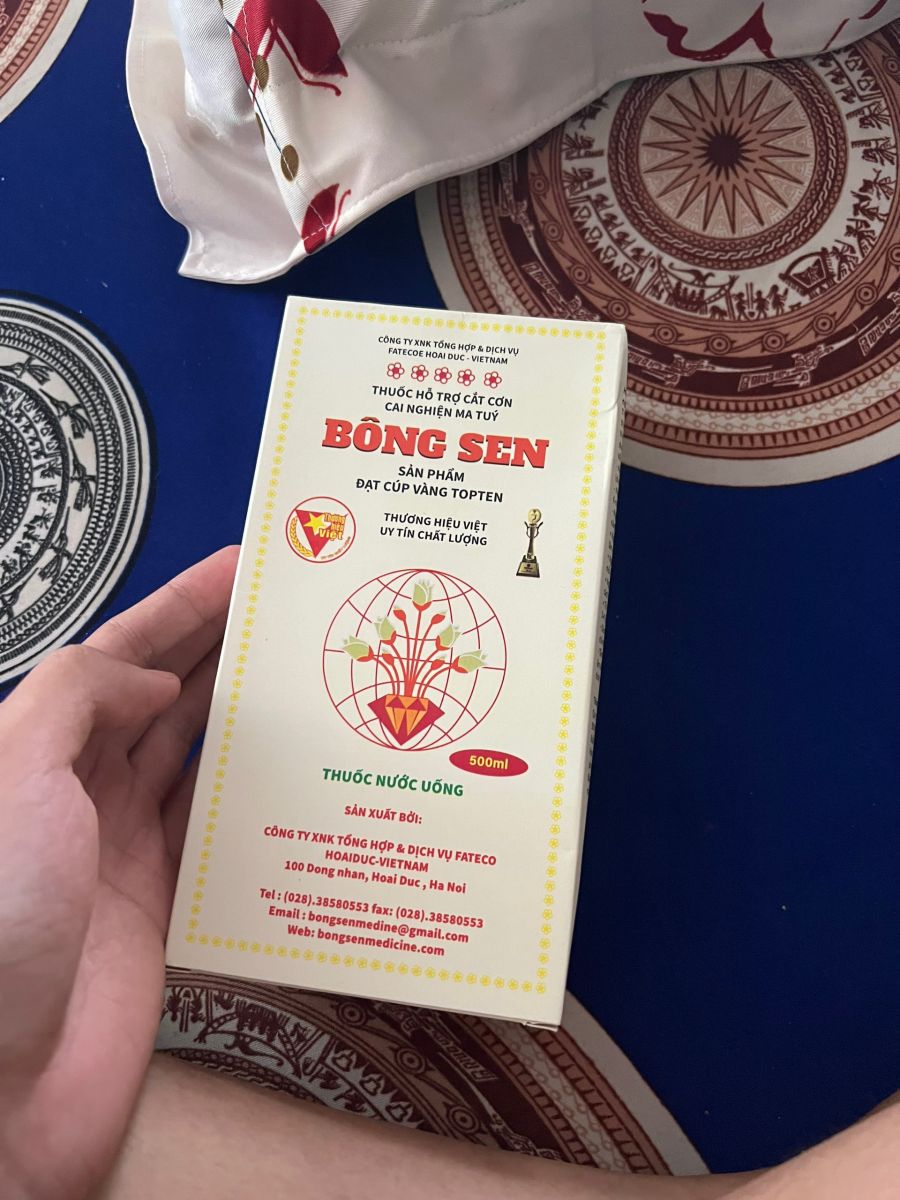 CÔNG TY XNK TỔNG HỢP & DỊCH VỤ
FATECOE HOAI DUC - VIETNAM
THUỐC HỖ TRỢ CẮT CƠN
CAI NGHIỆN MA TUÝ
BÔNG SEN
SẢN PHẨM
ĐẠT CÚP VÀNG TOPTEN
Thương
hiệu
Việt
THƯƠNG HIỆU VIỆT
UY TÍN CHẤT LƯỢNG
500ml
THUỐC NƯỚC UỐNG
SẢN XUẤT BỞI:
CÔNG TY XNK TỔNG HỢP & DỊCH VỤ FATECO
HOAIDUC-VIETNAM
100 Dong nhan, Hoai Duc , Ha Noi
Tel : (028).38580553 fax: (028).38580553
Email : bongsenmedine@gmail.com
Web: bongsenmedicine.com